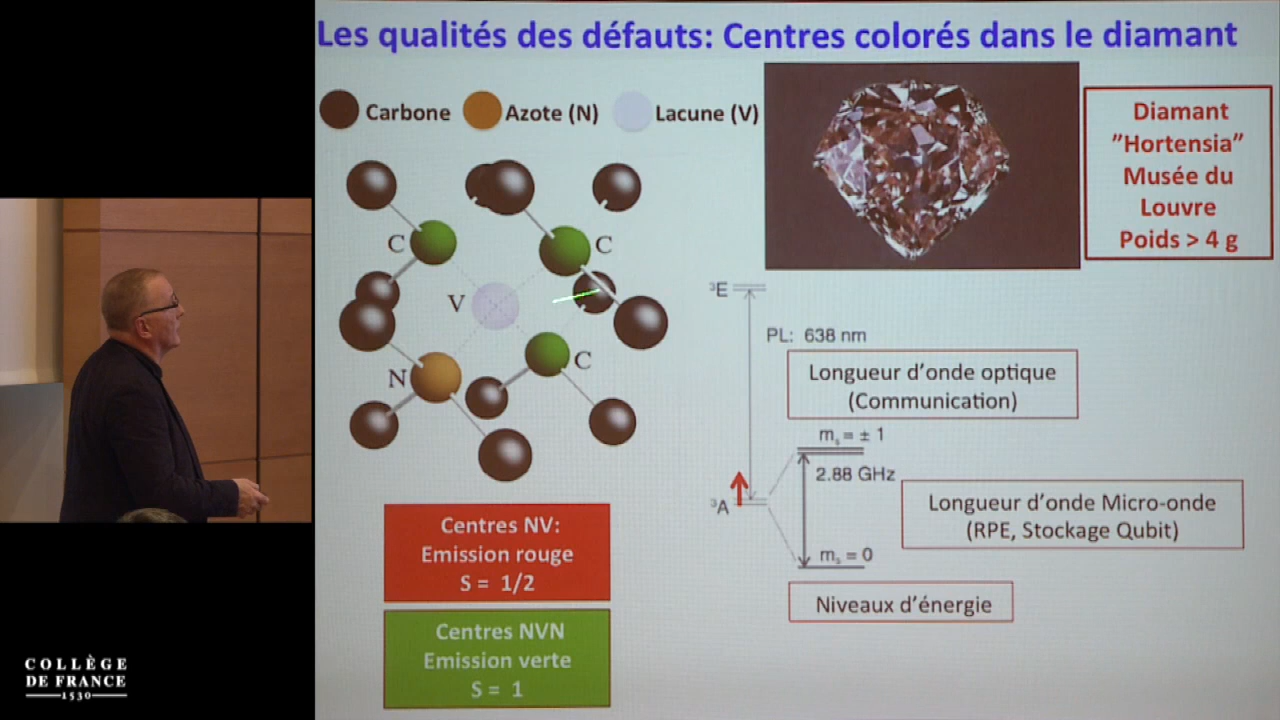 Les qualités des défauts: Centres colorés dans le diamant
Carbone
Azote (N)
Lacune (V)
Diamant
”Hortensia”
Musée du
Louvre
Poids > 4 g
C
C
V
N
C
³E
PL: 638 nm
Longueur d’onde optique
(Communication)
mₛ = ± 1
2.88 GHz
³A
Longueur d’onde Micro-onde
(RPE, Stockage Qubit)
mₛ = 0
Niveaux d’énergie
Centres NV:
Emission rouge
S = 1/2
Centres NVN
Emission verte
S = 1
COLLÈGE
DE FRANCE
1530